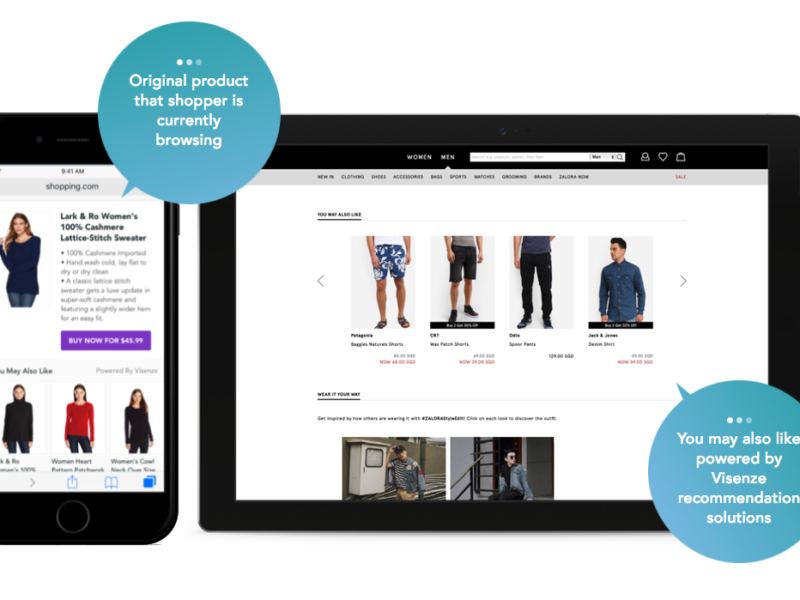 Original product
that shopper is
currently
browsing
9:41 AM
shopping.com
Lark & Ro Women's
100% Cashmere
Lattice-Stitch Sweater
• 100% Cashmere Imported
• Hand wash cold, lay flat to
dry or dry clean
• A classic lattice stitch
sweater gets a luxe update in
super-soft cashmere and
featuring a slightly wider hem
for an easy fit.
BUY NOW FOR $45.99
u May Also Like
Powered By Visenze
k & Ro
Women Heart
Women's Cowl
men's 100%
Pattern Patchwork
Neck Over Size
WOMEN MEN
Men
NEW IN CLOTHING SHOES ACCESSORIES BAGS SPORTS WATCHES GROOMING BRANDS ZALORA NOW SALE
YOU MAY ALSO LIKE
Buy 2 Get 30% Off
Buy 2 Get 30% Off
Patagonia
Baggies Naturals Shorts
NOW 68.00 SGD
CR7
Wax Patch Shorts
NOW 39.00 SGD
Odlo
Spoor Pants
129.00 SGD
Jack & Jones
Denim Shirt
NOW 39.00 SGD
WEAR IT YOUR WAY
Get inspired by how others are wearing it with #ZALORAStyleEdit! Click on each look to discover the outfit.
You may also like
powered by
Visenze
recommendation
solutions